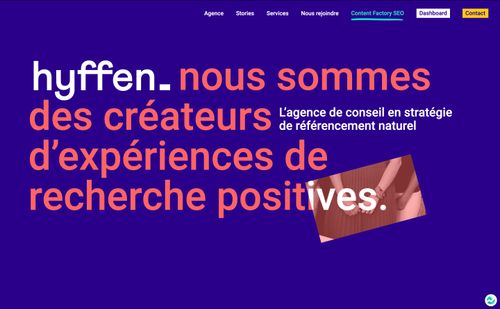 Agence Stories Services Nous rejoindre Content Factory SEO Dashboard Contact
hyffen_ nous sommes
des créateurs
L'agence de conseil en stratégie
de référencement naturel
d'expériences de
recherche positives.